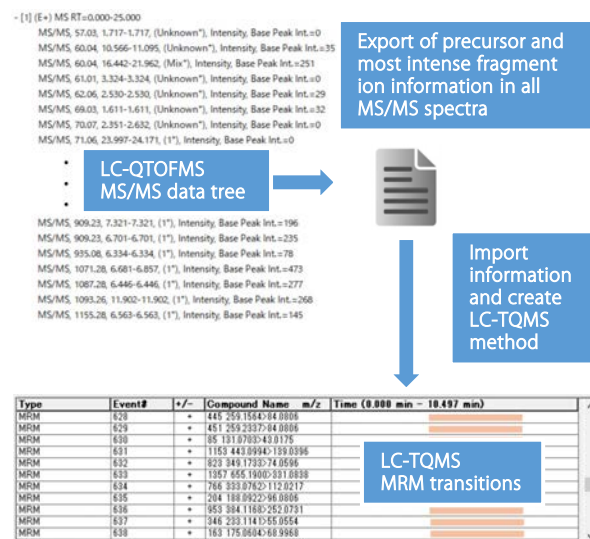 - [1] (E+) MS RT=0.000-25.000
MS/MS, 57.03, 1.717-1.717, (Unknown"), Intensity, Base Peak Int.=0
MS/MS, 60.04, 10.566-11.095, (Unknown"), Intensity, Base Peak Int.=35
MS/MS, 60.04, 16.442-21.962, (Mix"), Intensity, Base Peak Int.=251
MS/MS, 61.01, 3.324-3.324, (Unknown"), Intensity, Base Peak Int.=0
MS/MS, 62.06, 2.530-2.530, (Unknown"), Intensity, Base Peak Int.=29
MS/MS, 69.03, 1.611-1.611, (Unknown"), Intensity, Base Peak Int.=32
MS/MS, 70.07, 2.351-2.632, (Unknown"), Intensity, Base Peak Int.=0
MS/MS, 71.06, 23.997-24.171, (1"), Intensity, Base Peak Int.=0
Export of precursor and
most intense fragment
ion information in all
MS/MS spectra
LC-QTOFMS
MS/MS data tree
MS/MS, 909.23, 7.321-7.321, (1"), Intensity, Base Peak Int.=196
MS/MS, 909.23, 6.701-6.701, (1"), Intensity, Base Peak Int.=235
MS/MS, 935.08, 6.334-6.334, (1"), Intensity, Base Peak Int.=78
MS/MS, 1071.28, 6.681-6.857, (1"), Intensity, Base Peak Int.=473
MS/MS, 1087.28, 6.446-6.446, (1"), Intensity, Base Peak Int.=277
MS/MS, 1093.26, 11.902-11.902, (1"), Intensity, Base Peak Int.=268
MS/MS, 1155.28, 6.563-6.563, (1"), Intensity, Base Peak Int.=145
Import
information
and create
LC-TQMS
method
Type Event# +/- Compound Name m/z Time (0.000 min - 10.497 min)
MRM 628 + 445 259.1564>84.0806
MRM 629 + 451 259.2337>84.0806
MRM 630 + 85 131.0703>43.0175
MRM 631 + 1153 443.0994>139.0396
MRM 632 + 823 349.1733>74.0596
MRM 633 + 1357 655.1900>331.0838
MRM 634 + 766 333.0762>112.0217
MRM 635 + 204 188.0922>96.0806
MRM 636 + 953 384.1168>252.0731
MRM 637 + 346 233.1141>55.0554
MRM 638 + 163 175.0604>68.9968
LC-TQMS
MRM transitions